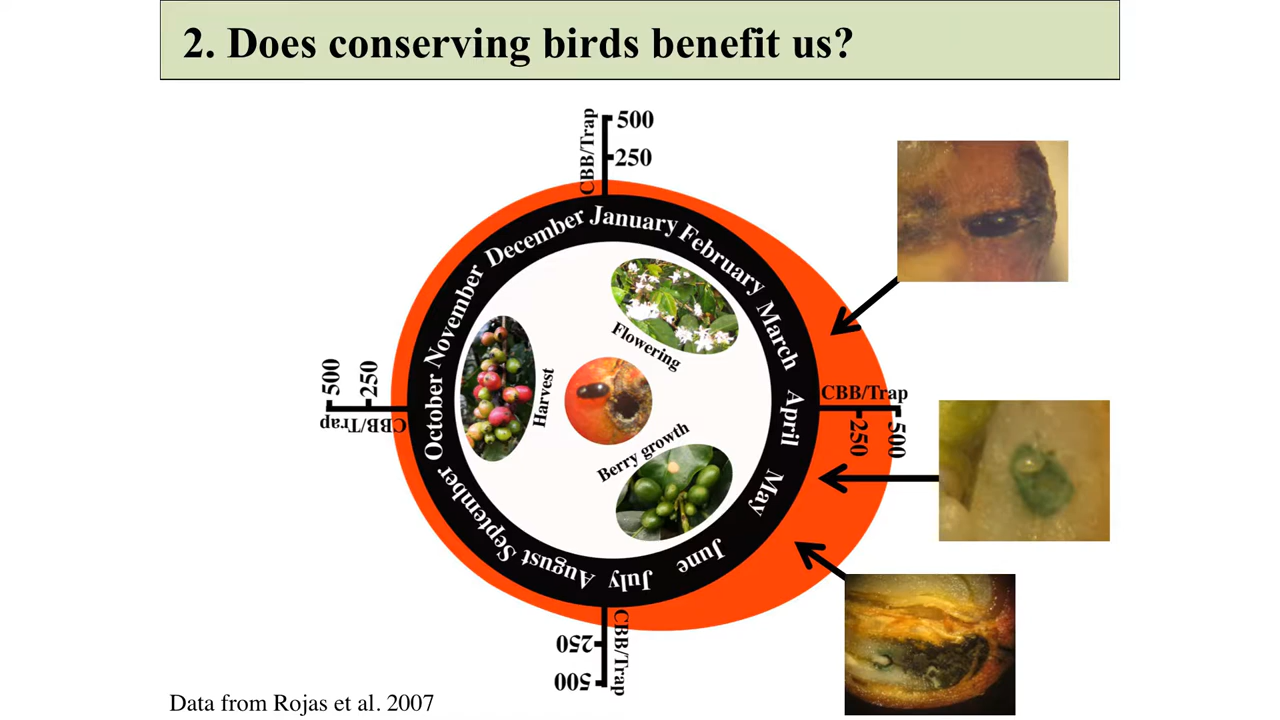 2. Does conserving birds benefit us?
500
250
CBB/Trap
January
February
March
April
May
June
July
August
September
October
November
December
Flowering
Berry growth
Harvest
CBB/Trap
250
500
CBB/Trap
250
500
CBB/Trap
250
500
Data from Rojas et al. 2007